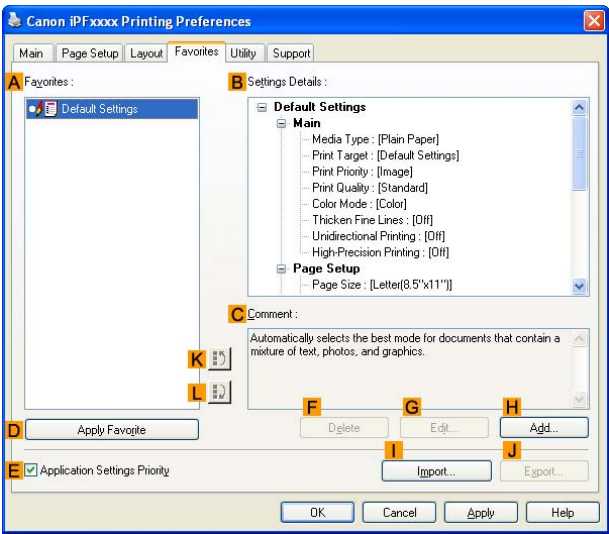 Canon iPFxxxx Printing Preferences
Main Page Setup Layout Favorites Utility Support
A Favorites :
Default Settings
B Settings Details :
Default Settings
Main
Media Type : [Plain Paper]
Print Target : [Default Settings]
Print Priority : [Image]
Print Quality : [Standard]
Color Mode : [Color]
Thicken Fine Lines : [Off]
Unidirectional Printing : [Off]
High-Precision Printing : [Off]
Page Setup
Page Size : [Letter(8.5"x11")]
C Comment :
Automatically selects the best mode for documents that contain a
mixture of text, photos, and graphics.
K
L
F G H
D Apply Favorite Delete Edit... Add...
I J
E Application Settings Priority Import... Export...
OK Cancel Apply Help